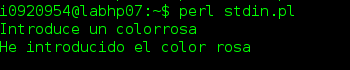 i0920954@labhp07:~$ perl stdin.pl
Introduce un colorrosa
He introducido el color rosa